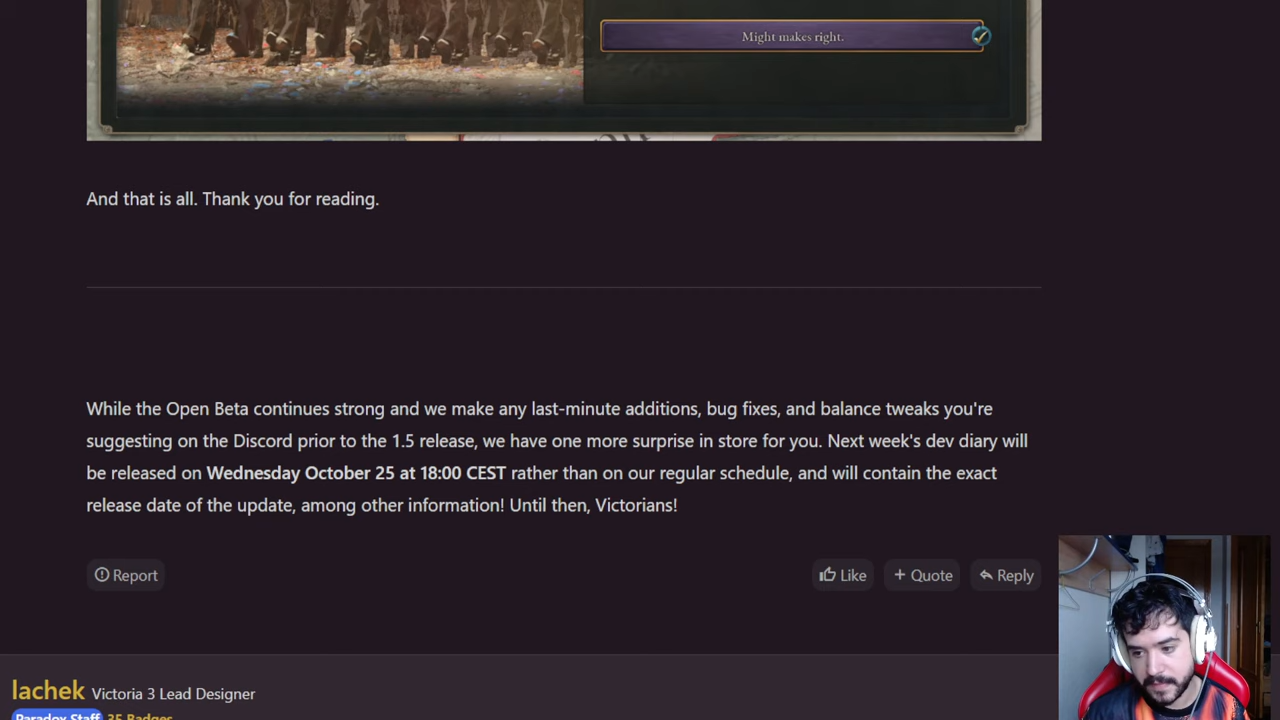 Might makes right.
And that is all. Thank you for reading.
While the Open Beta continues strong and we make any last-minute additions, bug fixes, and balance tweaks you're
suggesting on the Discord prior to the 1.5 release, we have one more surprise in store for you. Next week's dev diary will
be released on Wednesday October 25 at 18:00 CEST rather than on our regular schedule, and will contain the exact
release date of the update, among other information! Until then, Victorians!
Report Like + Quote Reply
lachek Victoria 3 Lead Designer
Paradox Staff 35 Badges